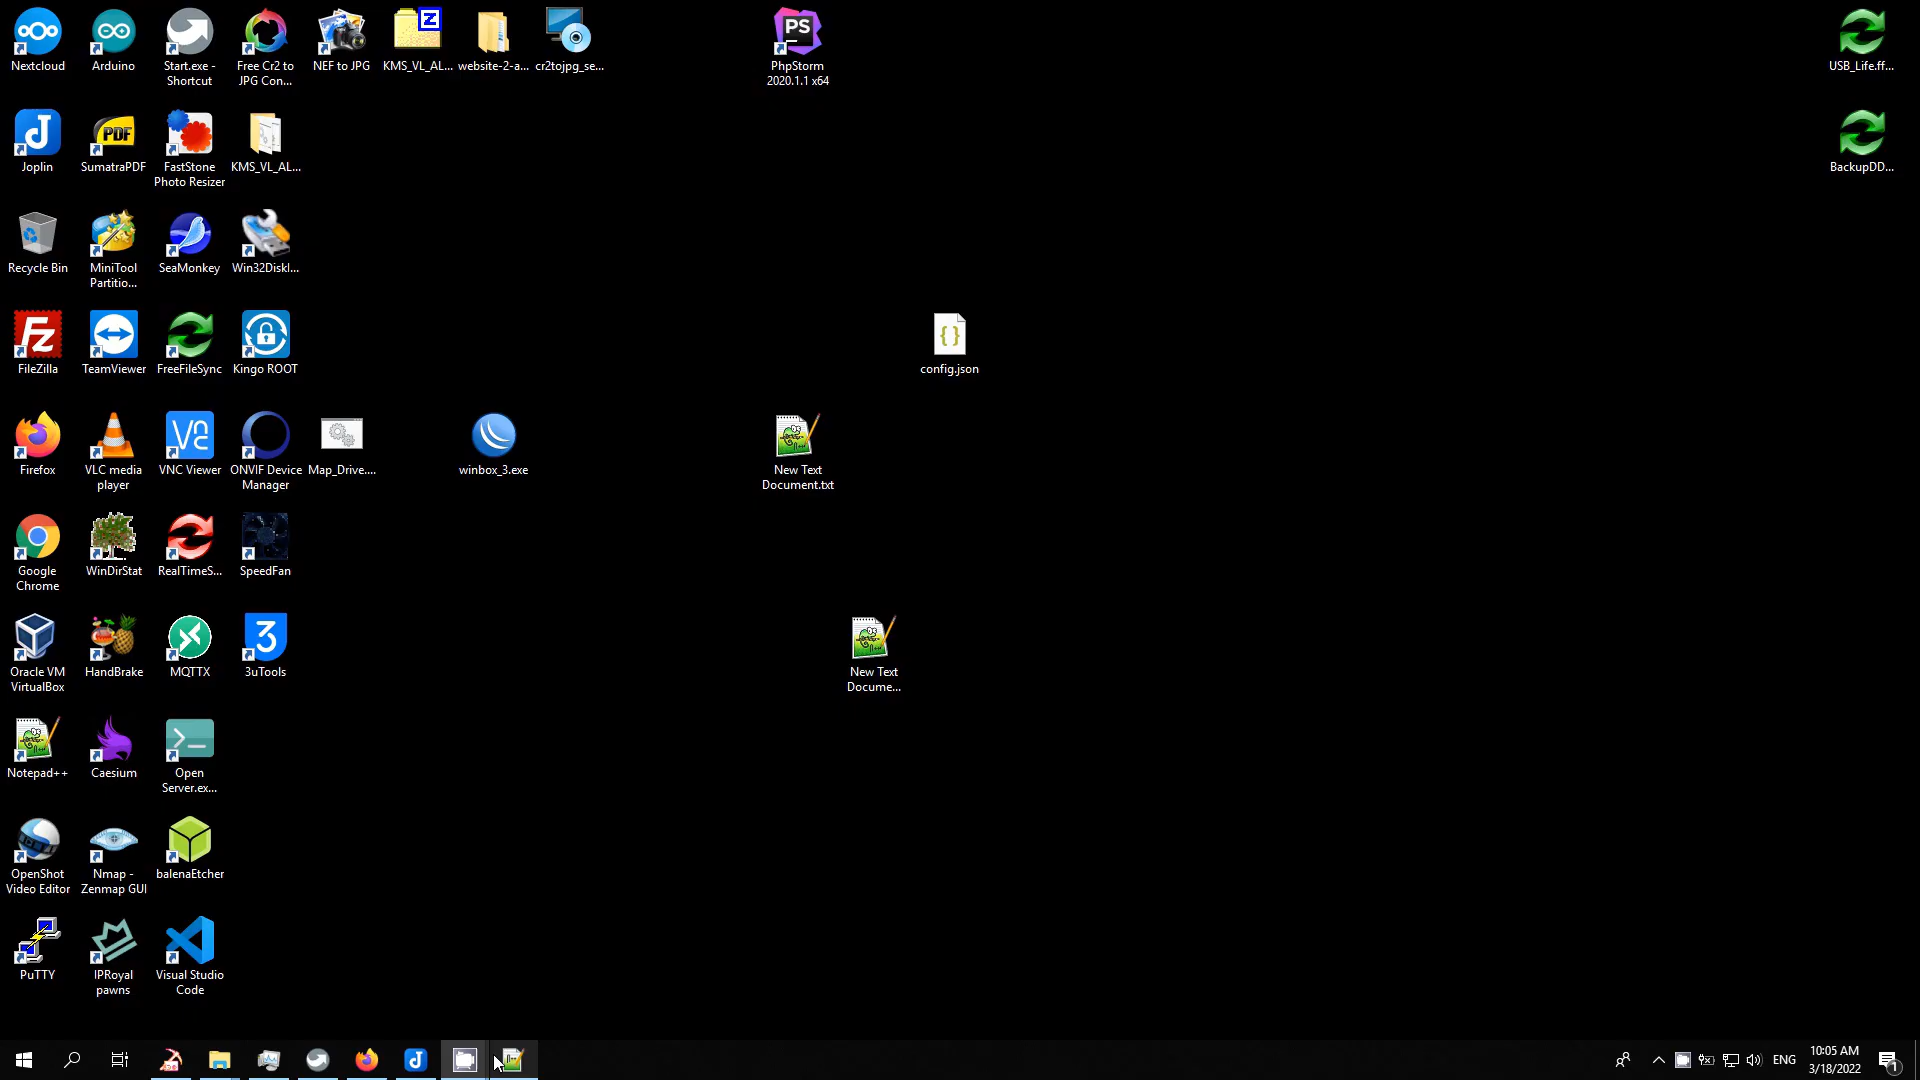 Nextcloud
Arduino
Start.exe -
Shortcut
Free Cr2 to
JPG Con...
NEF to JPG
KMS_VL_AL...
website-2-a...
cr2tojpg_se...
PS
PhpStorm
2020.1.1 x64
USB_Life.ff...
Joplin
PDF
SumatraPDF
FastStone
Photo Resizer
KMS_VL_AL...
BackupDD...
Recycle Bin
MiniTool
Partitio...
SeaMonkey
Win32DiskI...
FileZilla
TeamViewer
FreeFileSync
Kingo ROOT
config.json
Firefox
VLC media
player
VNC Viewer
ONVIF Device
Manager
Map_Drive....
winbox_3.exe
New Text
Document.txt
Google
Chrome
WinDirStat
RealTimeS...
SpeedFan
Oracle VM
VirtualBox
HandBrake
MQTTX
3uTools
New Text
Docume...
Notepad++
Caesium
Open
Server.ex...
OpenShot
Video Editor
Nmap -
Zenmap GUI
balenaEtcher
PuTTY
IPRoyal
pawns
Visual Studio
Code
ENG
10:05 AM
3/18/2022
1